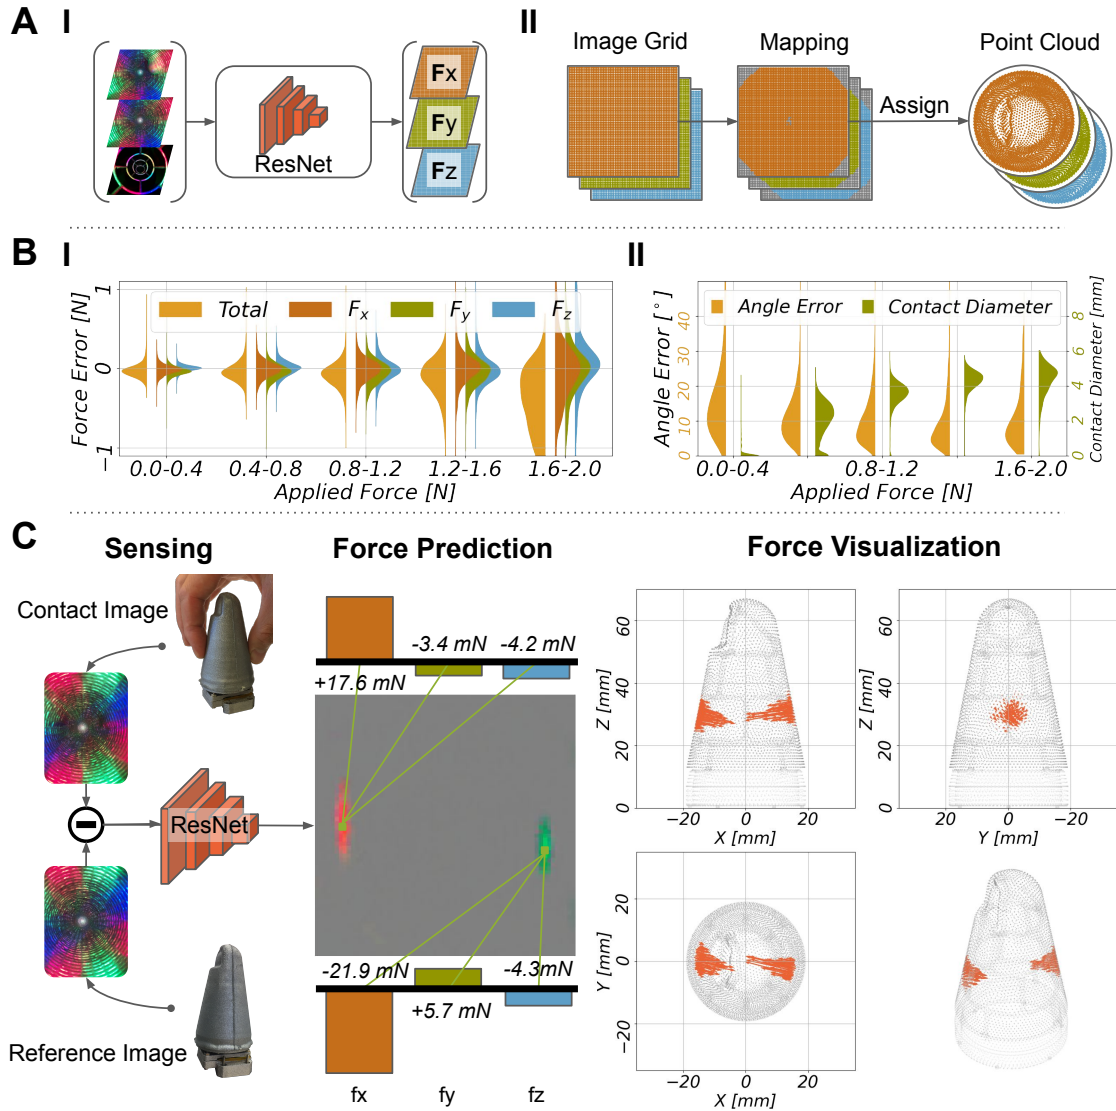 A I II
Image Grid Mapping Point Cloud
Fx
Fy
Fz
ResNet
Assign
B I II
Force Error [N]
1
0
−1
Total Fx Fy Fz
0.0-0.4 0.4-0.8 0.8-1.2 1.2-1.6 1.6-2.0
Applied Force [N]
Angle Error [°]
40
30
20
10
0
Angle Error Contact Diameter
8
6
4
2
0
Contact Diameter [mm]
0.0-0.4 0.8-1.2 1.6-2.0
Applied Force [N]
C
Sensing Force Prediction Force Visualization
Contact Image
Reference Image
ResNet
+17.6 mN -3.4 mN -4.2 mN
-21.9 mN +5.7 mN -4.3mN
fx fy fz
Z [mm]
60
40
20
0
−20 0 20
X [mm]
Z [mm]
60
40
20
0
20 0 −20
Y [mm]
Y [mm]
20
0
−20
−20 0 20
X [mm]